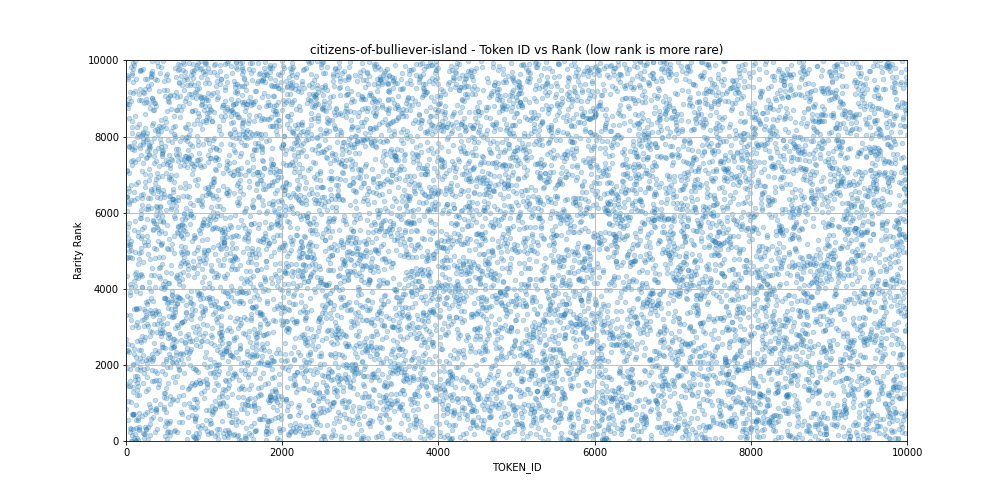 citizens-of-bulliever-island - Token ID vs Rank (low rank is more rare)
10000
8000
6000
4000
2000
0
Rarity Rank
0 2000 4000 6000 8000 10000
TOKEN_ID